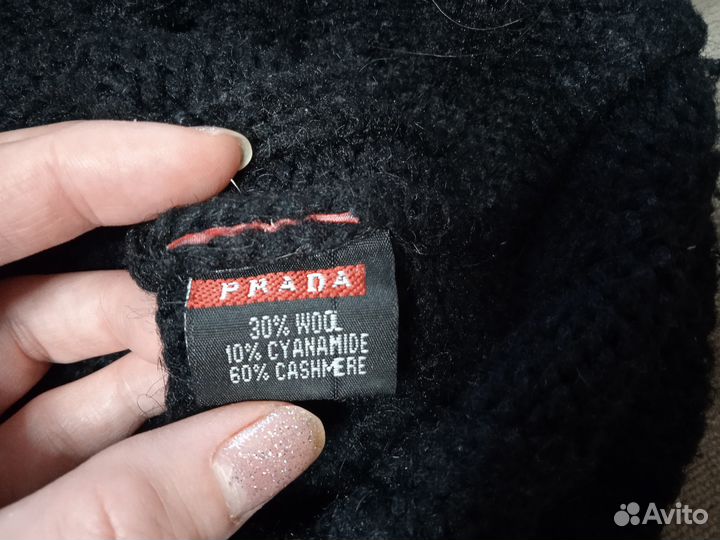 PRADA
30% WOOL
10% CYANAMIDE
60% CASHMERE
Avito